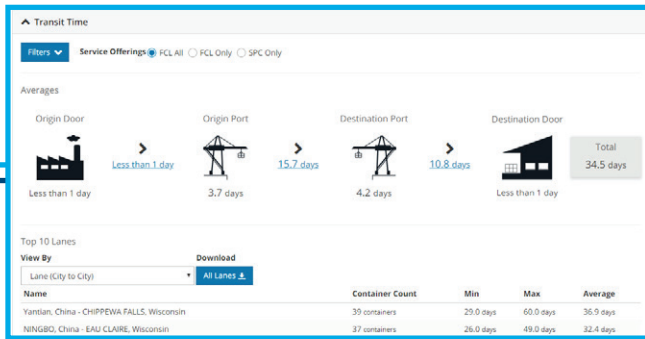 Transit Time
Filters
Service Offerings FCL All FCL Only SPC Only
Averages
Origin Door
Origin Port
Destination Port
Destination Door
Less than 1 day
15.7 days
10.8 days
Total
34.5 days
Less than 1 day
3.7 days
4.2 days
Less than 1 day
Top 10 Lanes
View By
Download
Lane (City to City)
All Lanes
Name Container Count Min Max Average
Yantian, China - CHIPPEWA FALLS, Wisconsin 39 containers 29.0 days 60.0 days 36.9 days
NINGBO, China - EAU CLAIRE, Wisconsin 37 containers 26.0 days 49.0 days 32.4 days